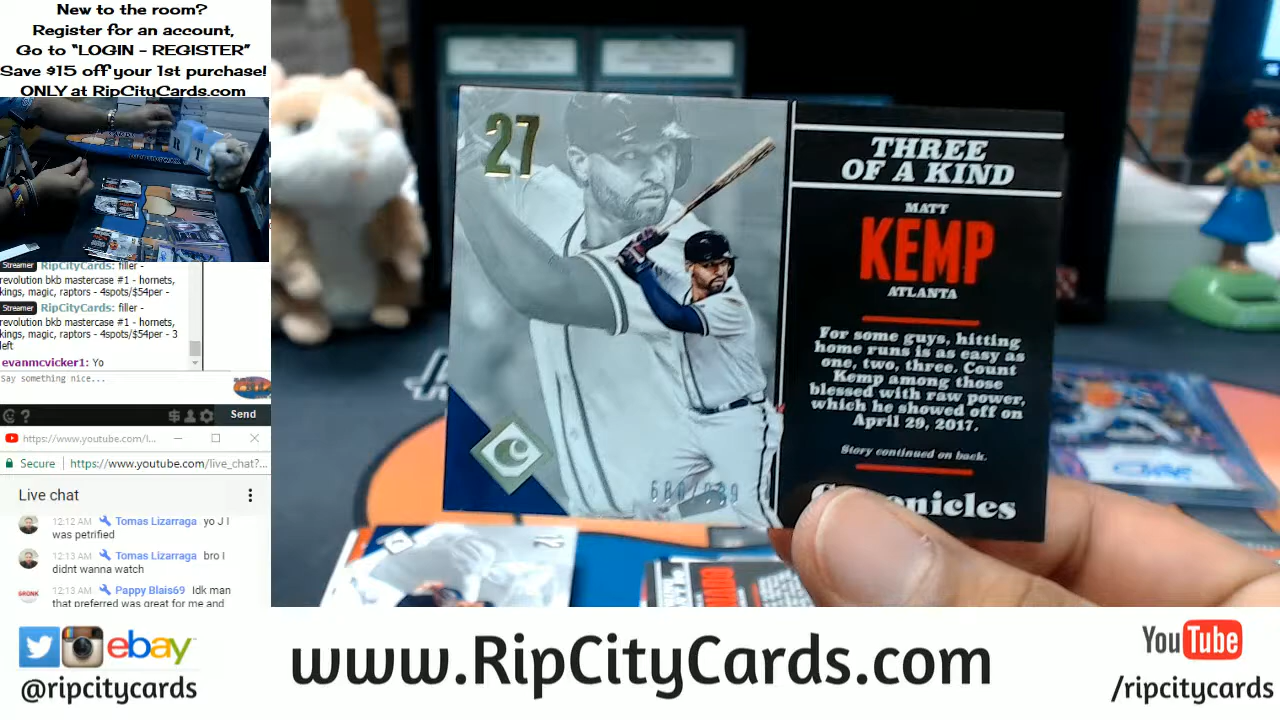 New to the room?
Register for an account,
Go to “LOGIN - REGISTER”
Save $15 off your 1st purchase!
ONLY at RipCityCards.com
Streamer RipCityCards: filler -
revolution bkb mastercase #1 - hornets,
kings, magic, raptors - 4spots/$54per -
Streamer RipCityCards: filler -
revolution bkb mastercase #1 - hornets,
kings, magic, raptors - 4spots/$54per - 3
left
evanmcvicker1: Yo
Say something nice...
Send
https://www.youtube.com/l...
Secure https://www.youtube.com/live_chat?...
Live chat
12:12 AM Tomas Lizarraga yo J I
was petrified
12:13 AM Tomas Lizarraga bro I
didnt wanna watch
GRONK 12:13 AM Pappy Blais69 Idk man
that preferred was great for me and
27
THREE
OF A KIND
MATT
KEMP
ATLANTA
For some guys, hitting
home runs is as easy as
one, two, three. Count
Kemp among those
blessed with raw power,
which he showed off on
April 29, 2017.
Story continued on back.
12
ebay
@ripcitycards
www.RipCityCards.com
YouTube
/ripcitycards